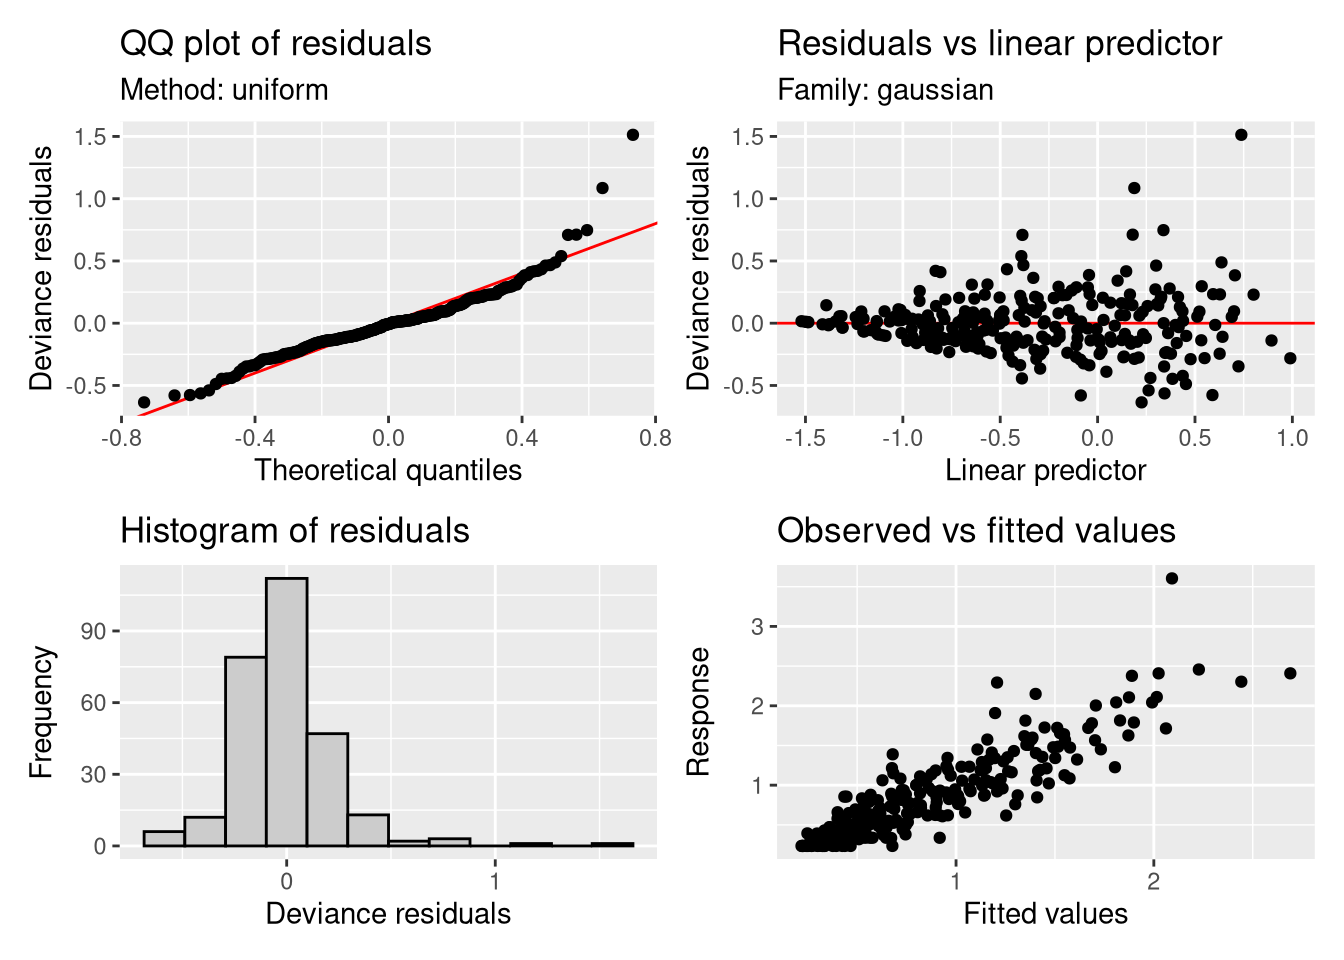 QQ plot of residuals
Method: uniform
Deviance residuals
1.5
1.0
0.5
0.0
-0.5
-0.8
-0.4
0.0
0.4
0.8
Theoretical quantiles
Residuals vs linear predictor
Family: gaussian
Deviance residuals
1.5
1.0
0.5
0.0
-0.5
-1.5
-1.0
-0.5
0.0
0.5
1.0
Linear predictor
Histogram of residuals
Frequency
90
60
30
0
0
1
Deviance residuals
Observed vs fitted values
Response
3
2
1
1
2
Fitted values